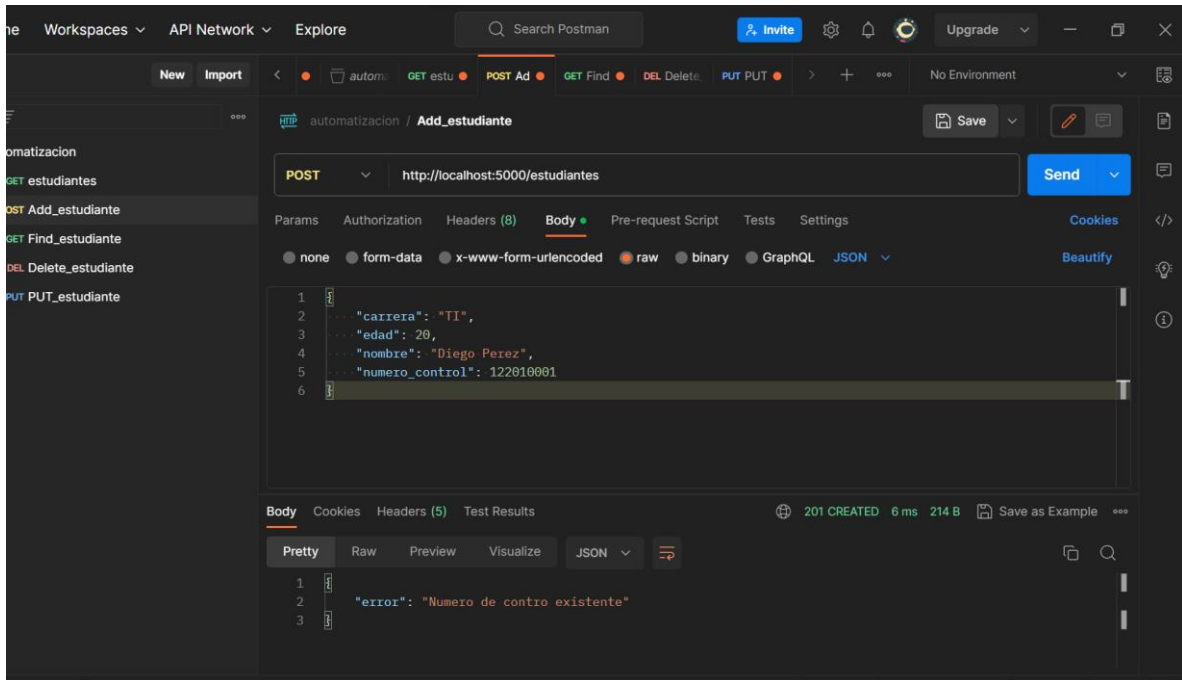 Workspaces API Network Explore Search Postman Invite Upgrade
New Import
GET estu POST Ad GET Find DEL Delete PUT PUT No Environment
HTTP automatizacion / Add_estudiante Save
omatizacion
GET estudiantes
OST Add_estudiante
GET Find_estudiante
DEL Delete_estudiante
PUT PUT_estudiante
POST http://localhost:5000/estudiantes Send
Params Authorization Headers (8) Body Pre-request Script Tests Settings Cookies
none form-data x-www-form-urlencoded raw binary GraphQL JSON Beautify
1 {
2 "carrera": "TI",
3 "edad": 20,
4 "nombre": "Diego Perez",
5 "numero_control": 122010001
6 }
Body Cookies Headers (5) Test Results 201 CREATED 6 ms 214 B Save as Example
Pretty Raw Preview Visualize JSON
1 {
2 "error": "Numero de contro existente"
3 }